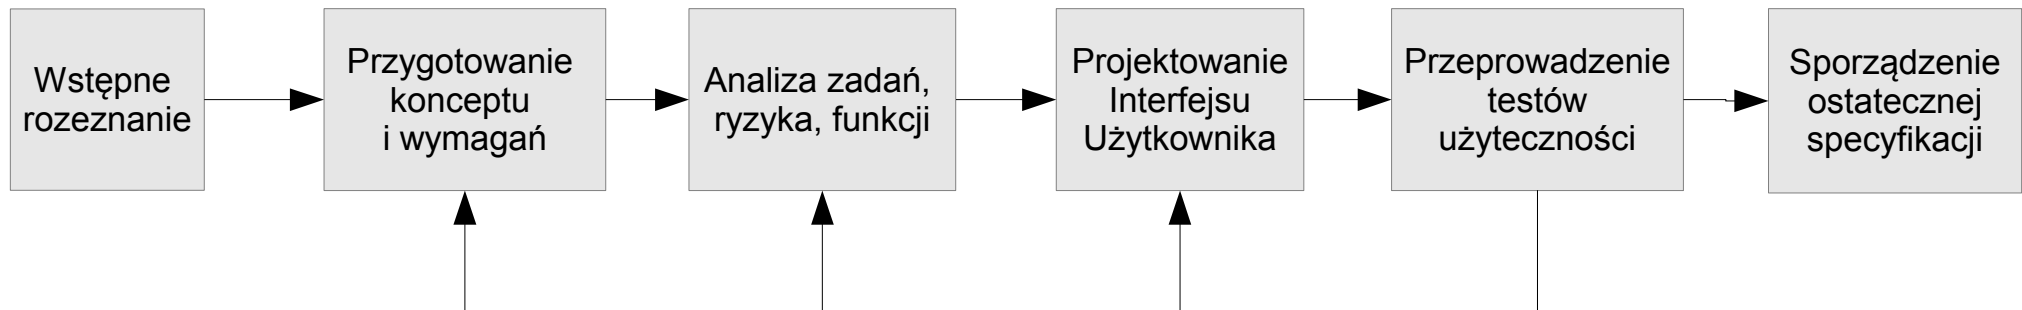 Wstępne
rozeznanie
Przygotowanie
konceptu
i wymagań
Analiza zadań,
ryzyka, funkcji
Projektowanie
Interfejsu
Użytkownika
Przeprowadzenie
testów
użyteczności
Sporządzenie
ostatecznej
specyfikacji